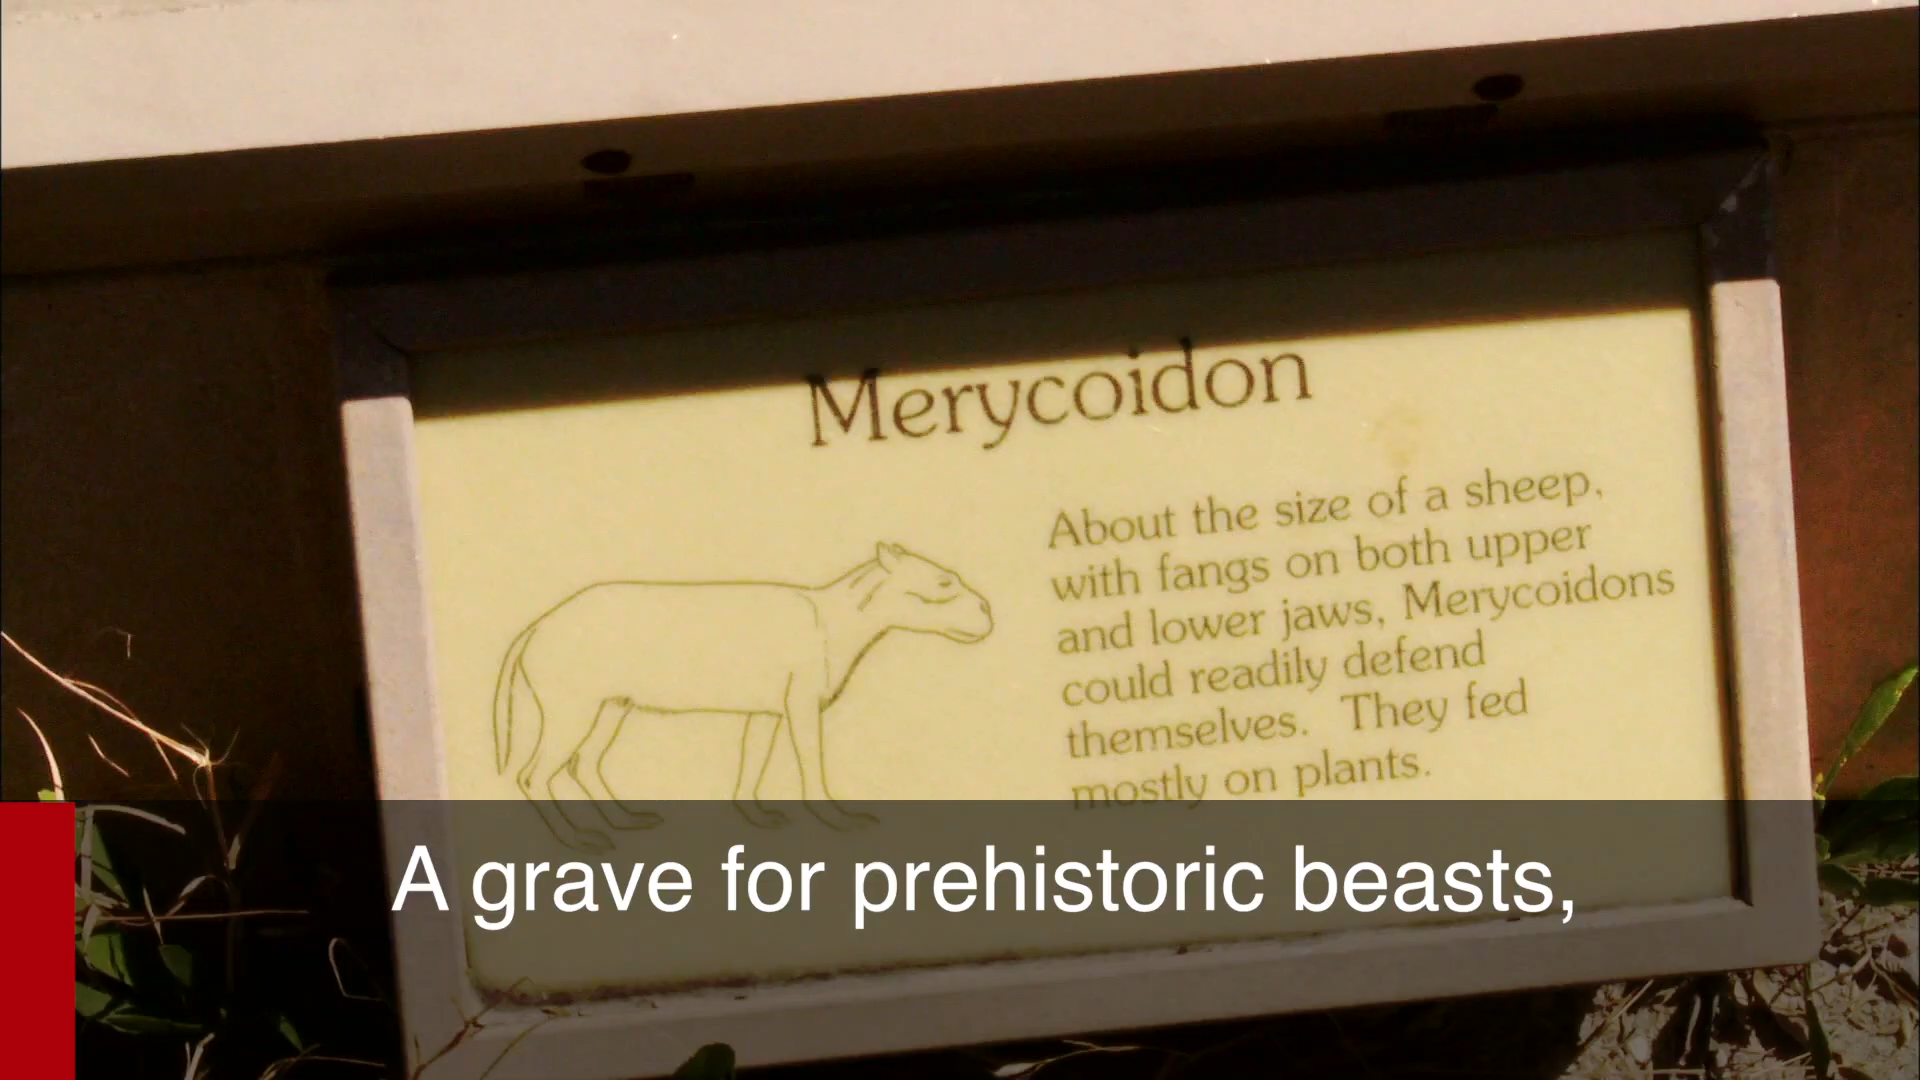 Merycoidon
About the size of a sheep,
with fangs on both upper
and lower jaws, Merycoidons
could readily defend
themselves. They fed
mostly on plants.
A grave for prehistoric beasts,